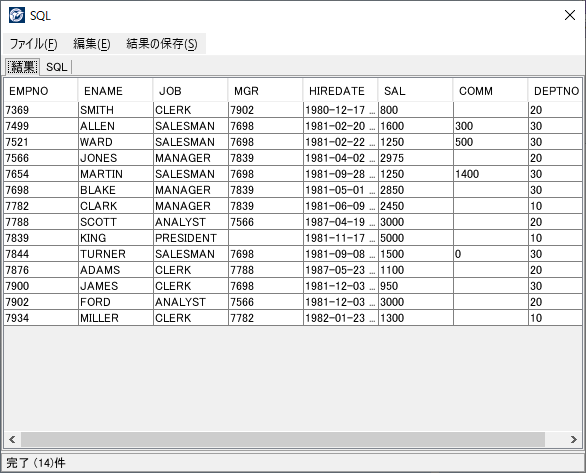 SQL
ファイル(F) 編集(E) 結果の保存(S)
結果 SQL
EMPNO ENAME JOB MGR HIREDATE SAL COMM DEPTNO
7369 SMITH CLERK 7902 1980-12-17 ... 800 20
7499 ALLEN SALESMAN 7698 1981-02-20 ... 1600 300 30
7521 WARD SALESMAN 7698 1981-02-22 ... 1250 500 30
7566 JONES MANAGER 7839 1981-04-02 ... 2975 20
7654 MARTIN SALESMAN 7698 1981-09-28 ... 1250 1400 30
7698 BLAKE MANAGER 7839 1981-05-01 ... 2850 30
7782 CLARK MANAGER 7839 1981-06-09 ... 2450 10
7788 SCOTT ANALYST 7566 1987-04-19 ... 3000 20
7839 KING PRESIDENT 1981-11-17 ... 5000 10
7844 TURNER SALESMAN 7698 1981-09-08 ... 1500 0 30
7876 ADAMS CLERK 7788 1987-05-23 ... 1100 20
7900 JAMES CLERK 7698 1981-12-03 ... 950 30
7902 FORD ANALYST 7566 1981-12-03 ... 3000 20
7934 MILLER CLERK 7782 1982-01-23 ... 1300 10
完了 (14)件